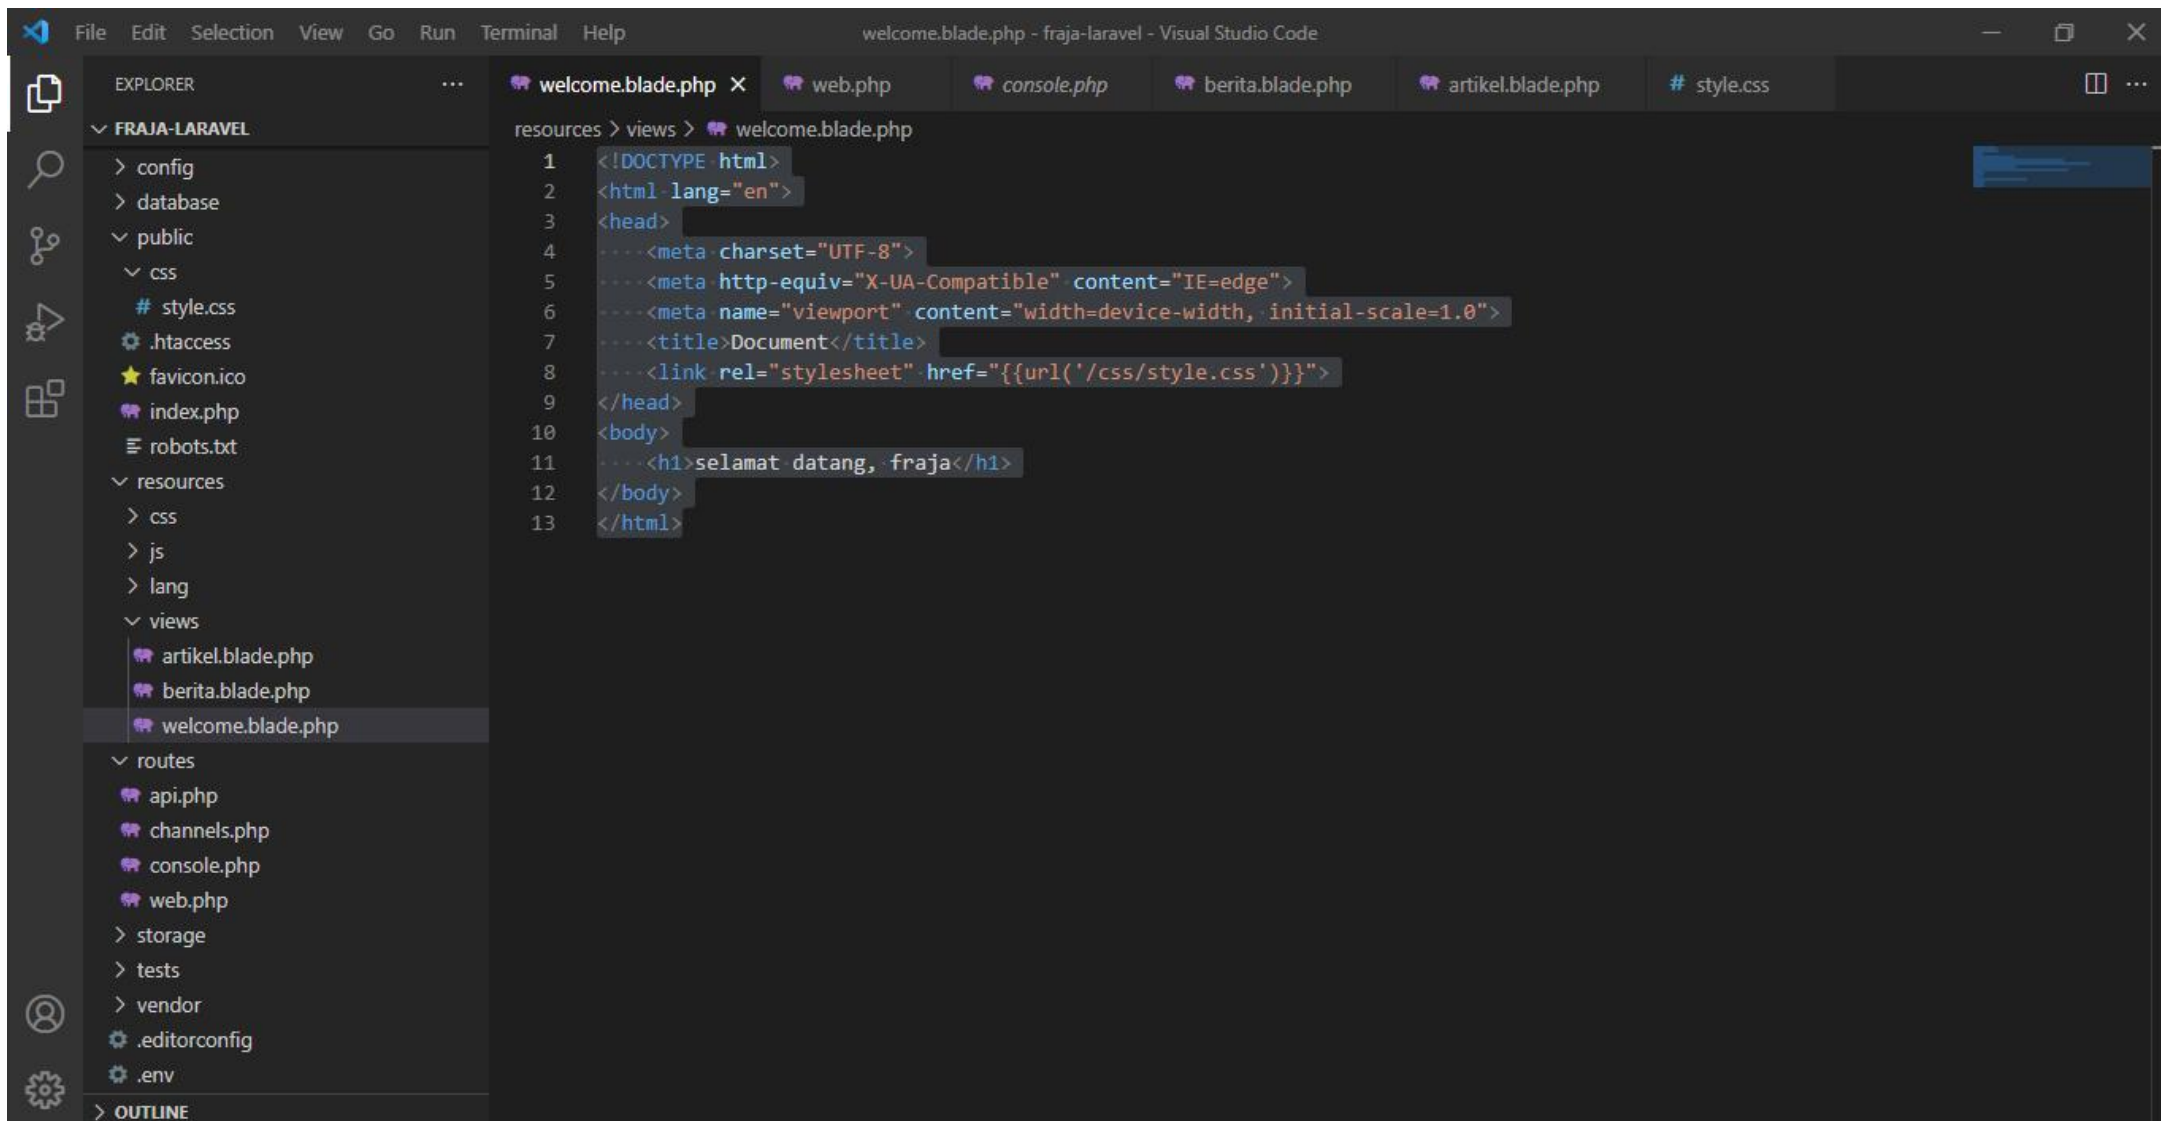 File Edit Selection View Go Run Terminal Help
welcome.blade.php - fraja-laravel - Visual Studio Code
EXPLORER
FRAJA-LARAVEL
config
database
public
css
# style.css
.htaccess
favicon.ico
index.php
robots.txt
resources
css
js
lang
views
artikel.blade.php
berita.blade.php
welcome.blade.php
routes
api.php
channels.php
console.php
web.php
storage
tests
vendor
.editorconfig
.env
OUTLINE
welcome.blade.php web.php console.php berita.blade.php artikel.blade.php # style.css
resources > views > welcome.blade.php
1 <!DOCTYPE html>
2 <html lang="en">
3 <head>
4     <meta charset="UTF-8">
5     <meta http-equiv="X-UA-Compatible" content="IE=edge">
6     <meta name="viewport" content="width=device-width, initial-scale=1.0">
7     <title>Document</title>
8     <link rel="stylesheet" href="{{url('/css/style.css')}}">
9 </head>
10 <body>
11     <h1>selamat datang, fraja</h1>
12 </body>
13 </html>